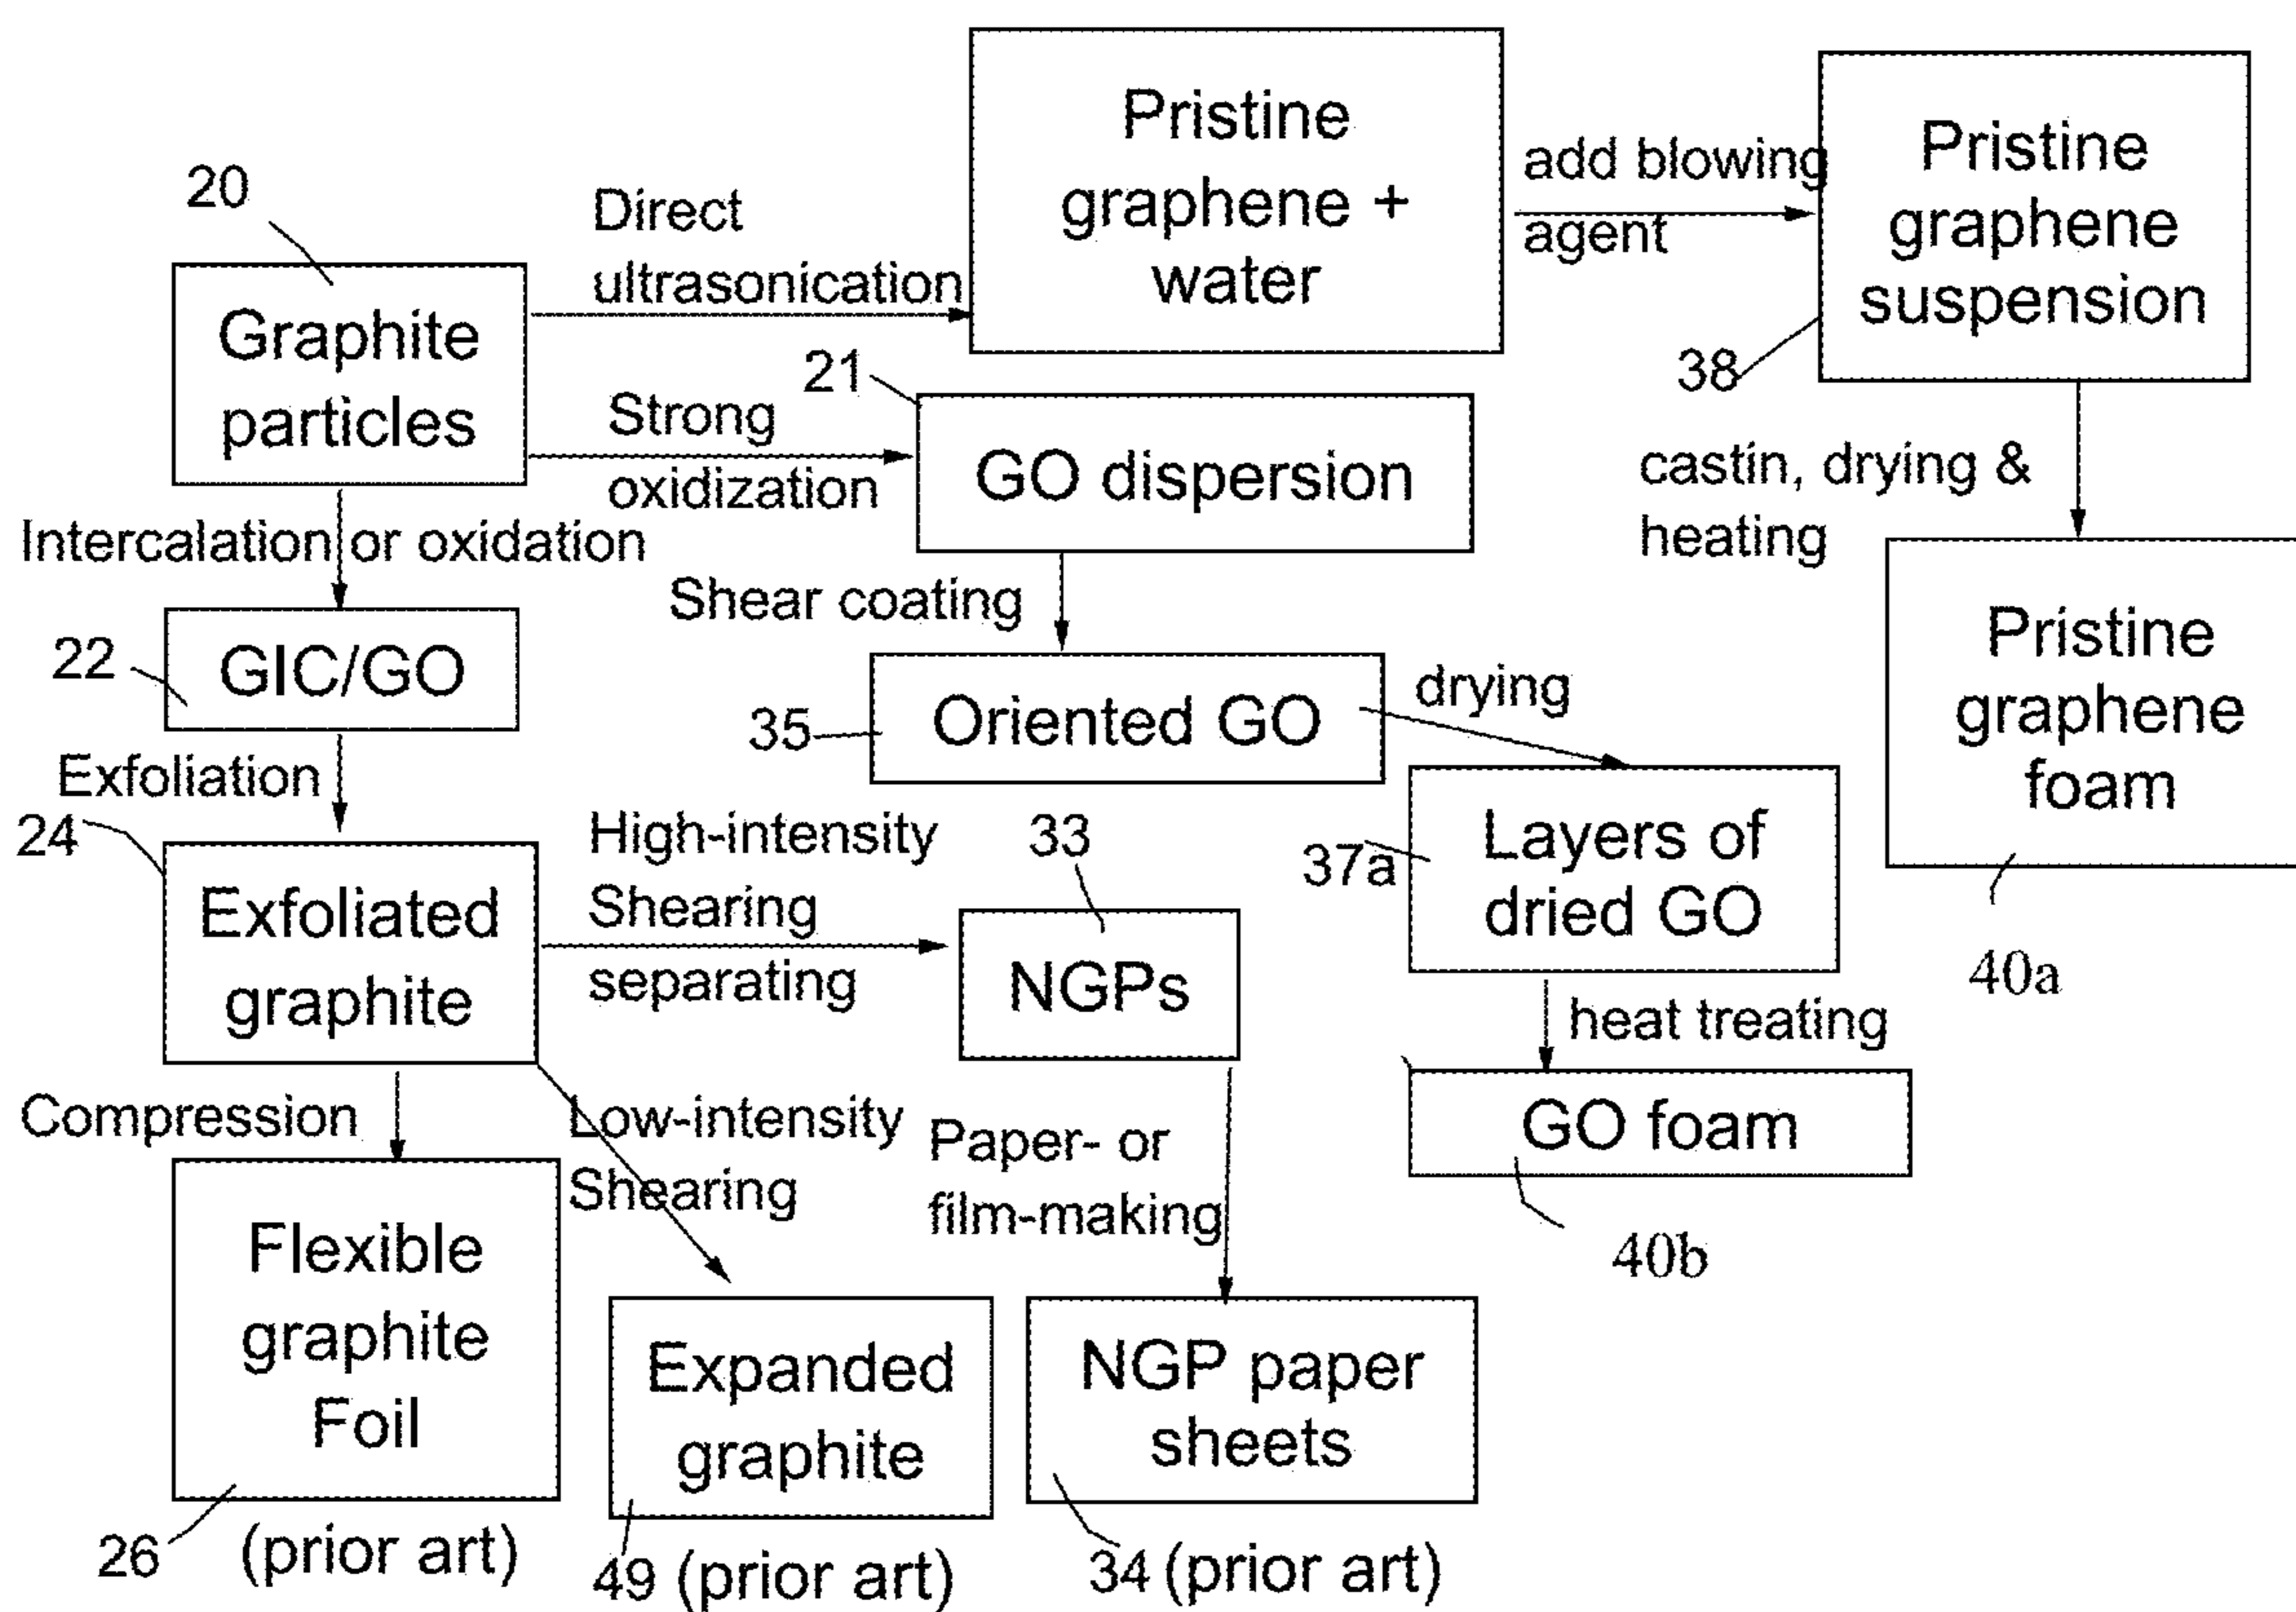 20
Graphite
particles
Direct
ultrasonication
Pristine
graphene +
water
add blowing
agent
Pristine
graphene
suspension
38
Strong
oxidization
21
GO dispersion
castin, drying &
heating
Pristine
graphene
foam
40a
Intercalation or oxidation
22
GIC/GO
Shear coating
35
Oriented GO
drying
37a
Layers of
dried GO
heat treating
GO foam
40b
Exfoliation
24
Exfoliated
graphite
High-intensity
Shearing
separating
33
NGPs
Compression
Low-intensity
Shearing
Paper- or
film-making
Flexible
graphite
Foil
26
(prior art)
Expanded
graphite
49 (prior art)
NGP paper
sheets
34 (prior art)